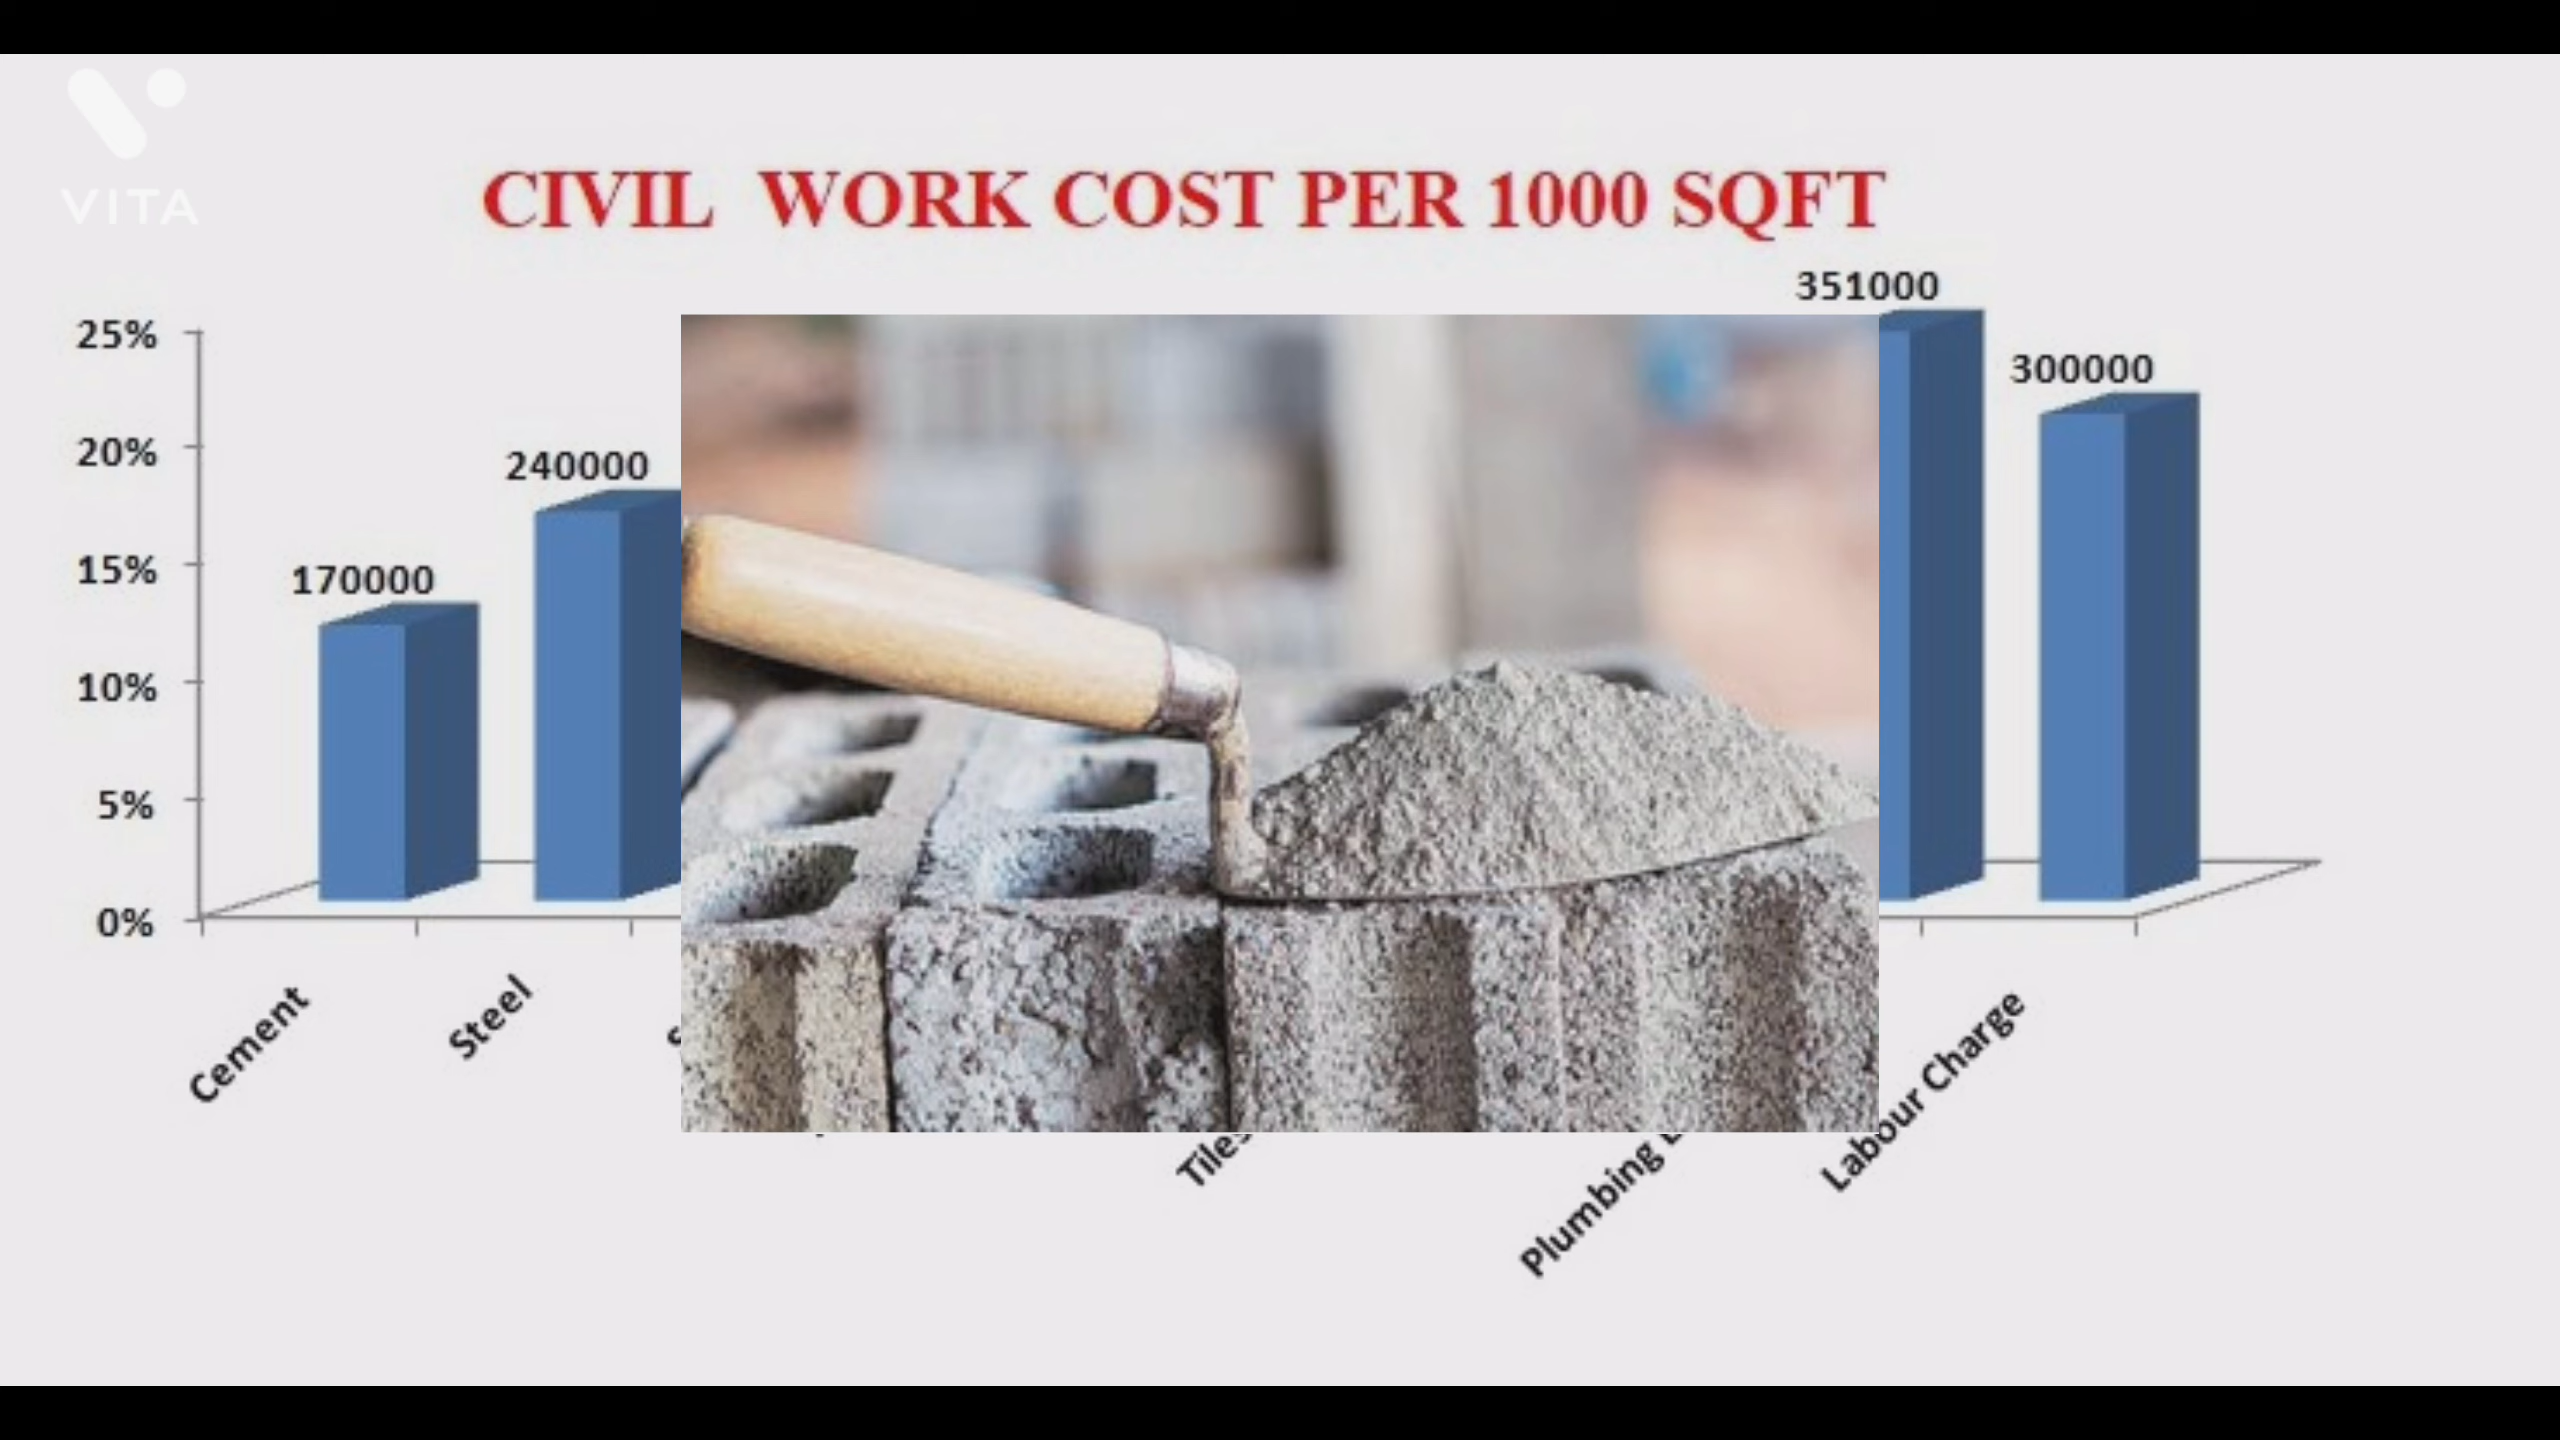 VITA
CIVIL WORK COST PER 1000 SQFT
351000
300000
240000
170000
25%
20%
15%
10%
5%
0%
Cement
Steel
Tiles
Plumbing
Labour Charge